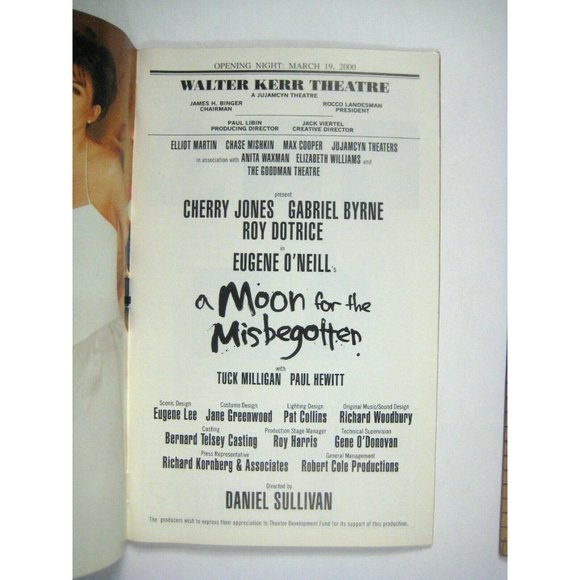 OPENING NIGHT: MARCH 19, 2000
WALTER KERR THEATRE
A JUJAMCYN THEATRE
JAMES H. BINGER ROCCO LANDESMAN
CHAIRMAN PRESIDENT
PAUL LIBIN JACK VIERTEL
PRODUCING DIRECTOR CREATIVE DIRECTOR
ELLIOT MARTIN CHASE MISHKIN MAX COOPER JUJAMCYN THEATERS
in association with ANITA WAXMAN ELIZABETH WILLIAMS and
THE GOODMAN THEATRE
present
CHERRY JONES GABRIEL BYRNE
ROY DOTRICE
in
EUGENE O'NEILL's
a Moon for the
Misbegotten
with
TUCK MILLIGAN PAUL HEWITT
Scenic Design Costume Design Lighting Design Original Music/Sound Design
Eugene Lee Jane Greenwood Pat Collins Richard Woodbury
Casting Production Stage Manager Technical Supervision
Bernard Telsey Casting Roy Harris Gene O'Donovan
Press Representative General Management
Richard Kornberg & Associates Robert Cole Productions
Directed by
DANIEL SULLIVAN
The producers wish to express their appreciation to Theatre Development Fund for its support of this production.